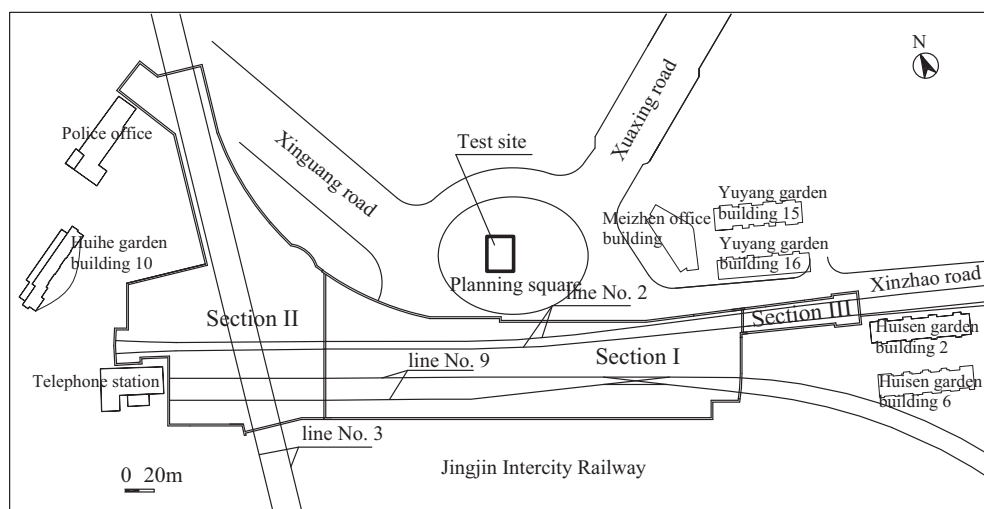 N
Police office
Xinguang road
Test site
Xuaxing road
Yuyang garden
building 15
Meizhen office
building
Yuyang garden
building 16
Huihe garden
building 10
Planning square
line No. 2
Xinzhao road
Section II
Section III
Huisen garden
building 2
Section I
line No. 9
Telephone station
Huisen garden
building 6
line No. 3
Jingjin Intercity Railway
0 20m